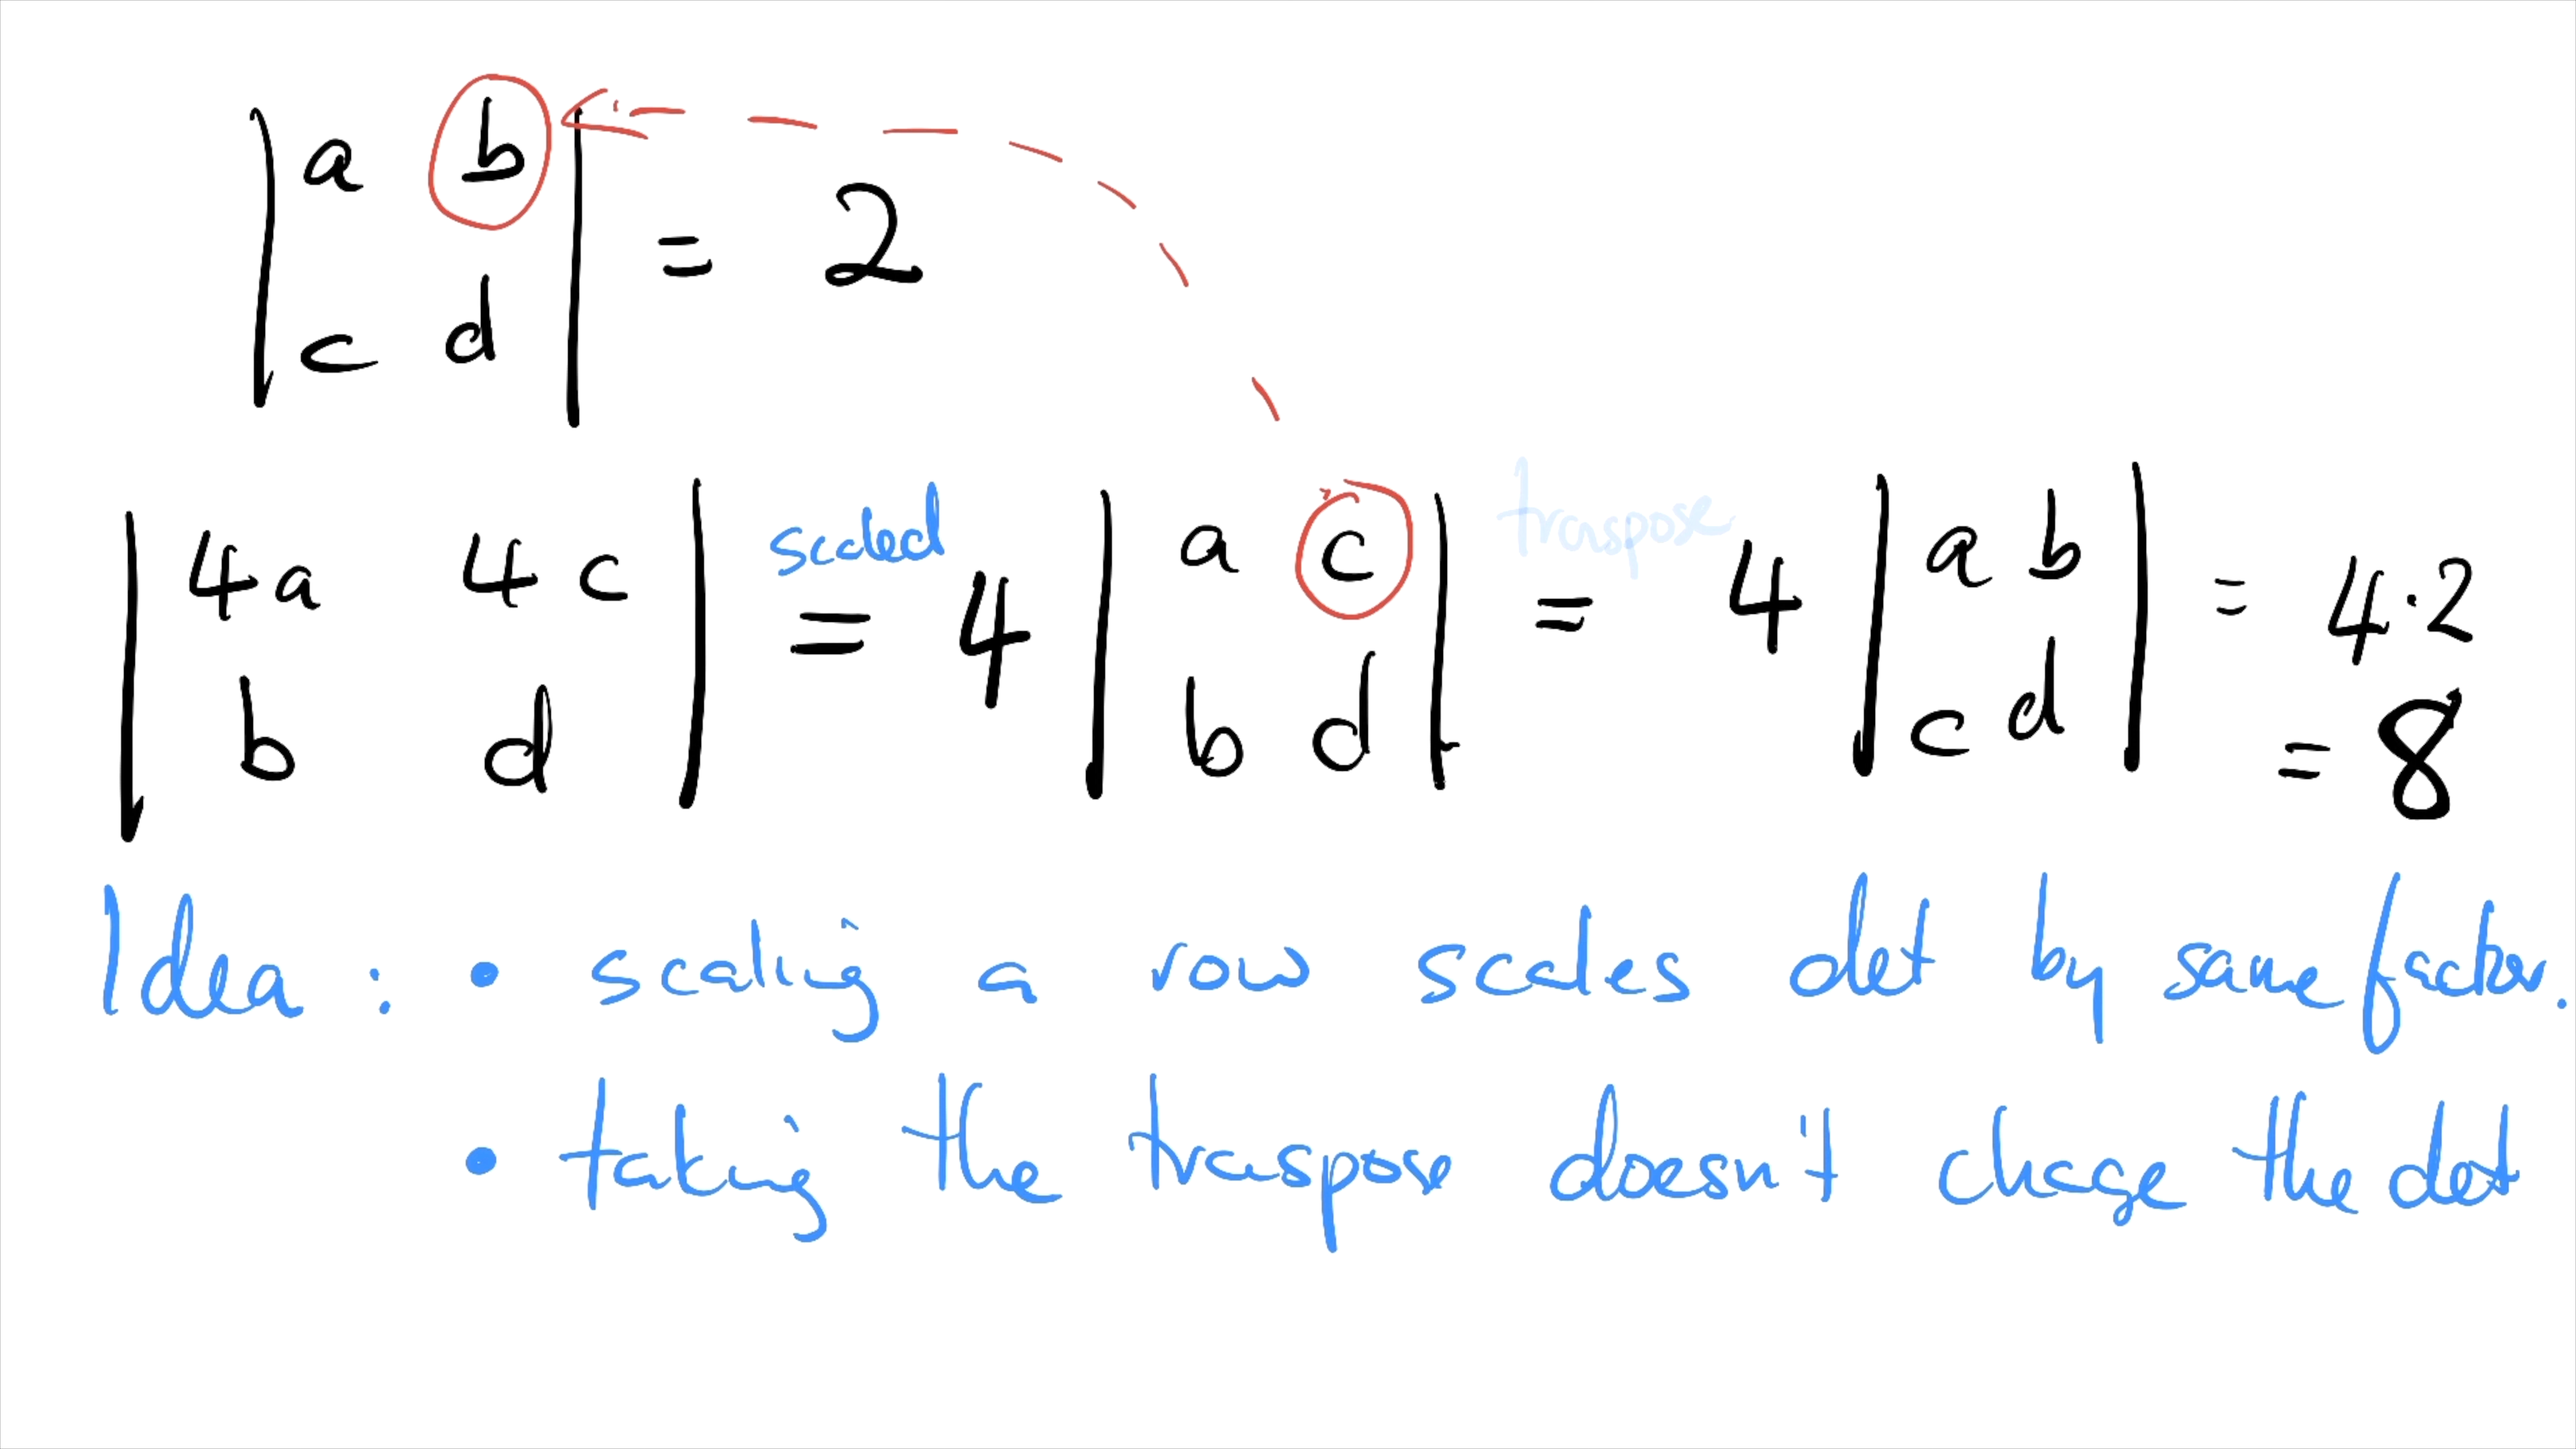 | a b |
| c d | = 2
| 4a 4c |
| b d | scaled = 4 | a c |
| b d | traspose = 4 | a b |
| c d | = 4·2
= 8
Idea : • scaling a row scales det by same factor.
• taking the traspose doesn't chage the det